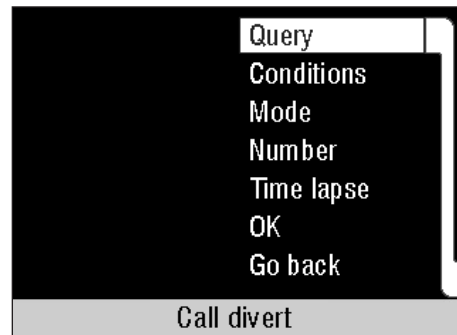 Query
Conditions
Mode
Number
Time lapse
OK
Go back
Call divert